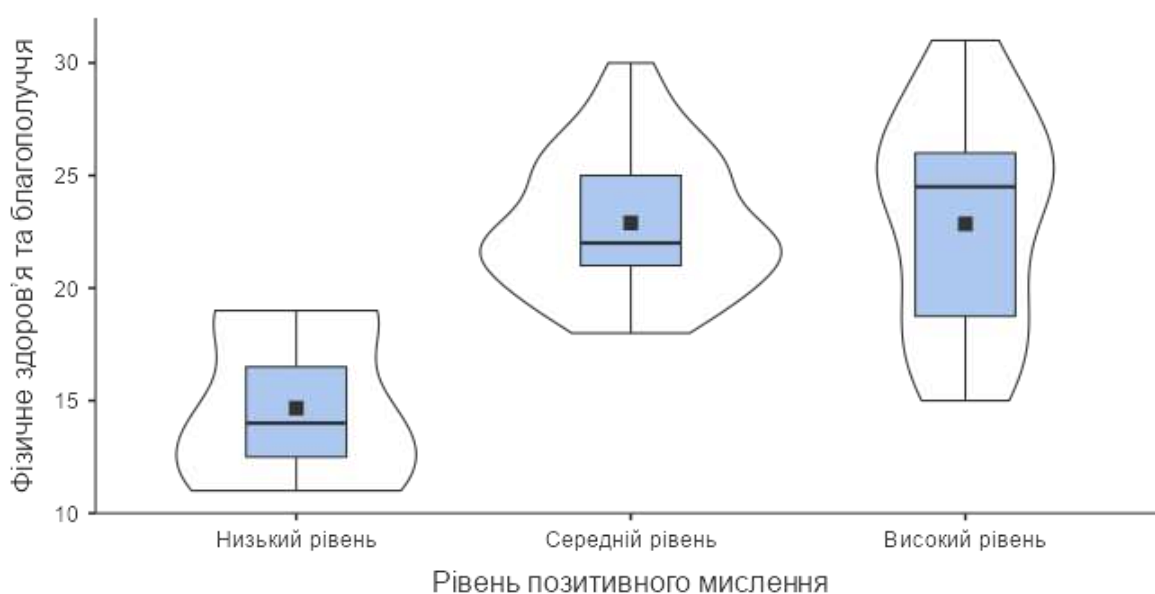 Фізичне здоров'я та благополуччя
30
25
20
15
10
Низький рівень
Середній рівень
Високий рівень
Рівень позитивного мислення